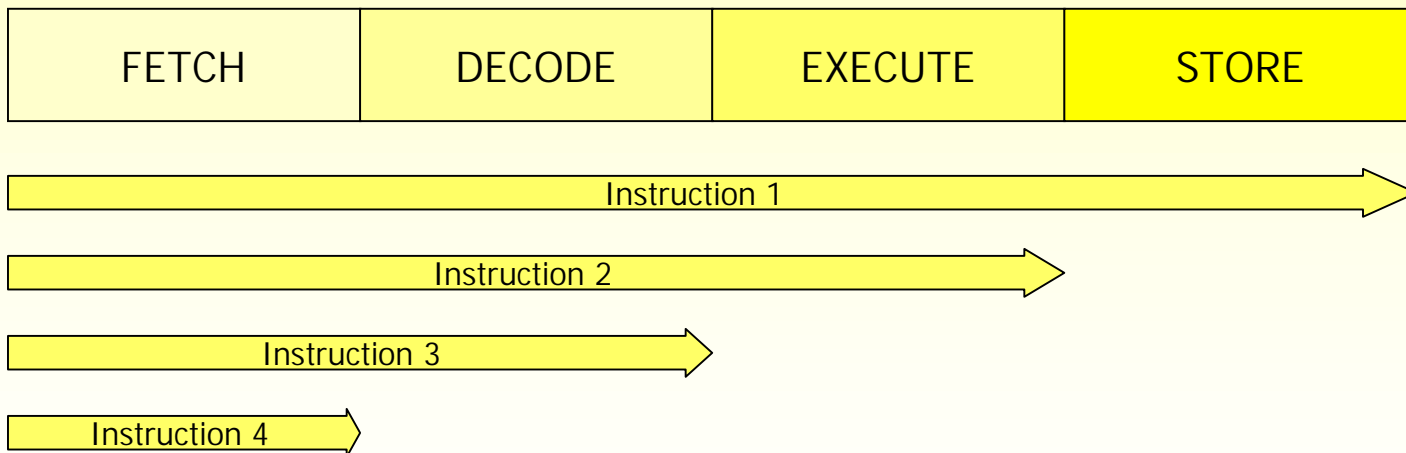 FETCH DECODE EXECUTE STORE
Instruction 1
Instruction 2
Instruction 3
Instruction 4